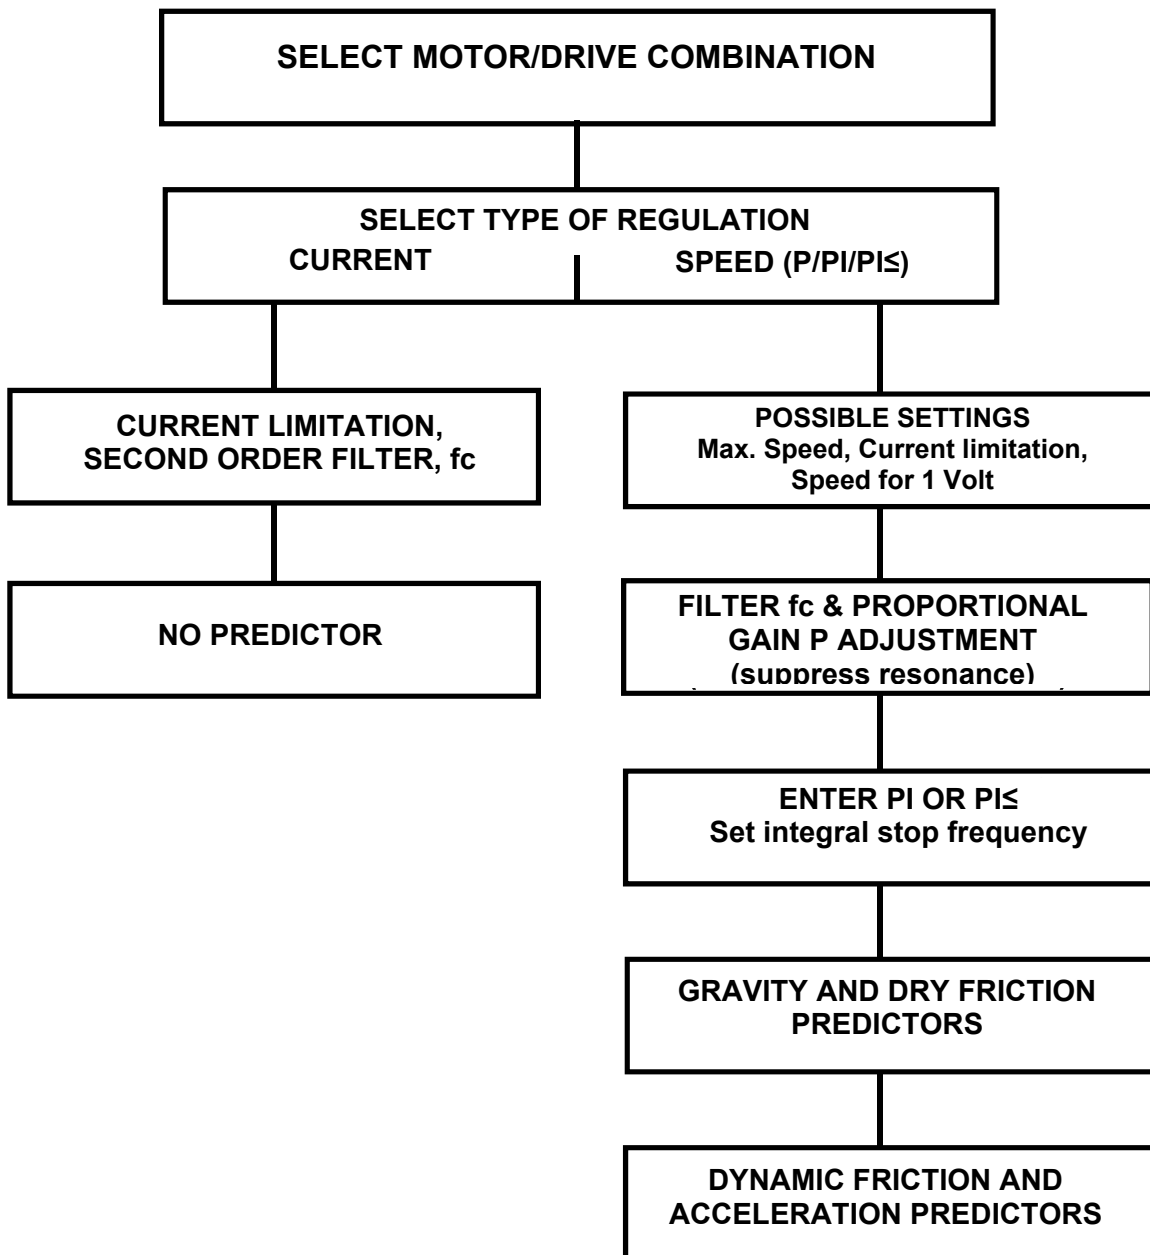 SELECT MOTOR/DRIVE COMBINATION
SELECT TYPE OF REGULATION
CURRENT
SPEED (P/PI/PI≤)
CURRENT LIMITATION,
SECOND ORDER FILTER, fc
NO PREDICTOR
POSSIBLE SETTINGS
Max. Speed, Current limitation,
Speed for 1 Volt
FILTER fc & PROPORTIONAL
GAIN P ADJUSTMENT
(suppress resonance)
ENTER PI OR PI≤
Set integral stop frequency
GRAVITY AND DRY FRICTION
PREDICTORS
DYNAMIC FRICTION AND
ACCELERATION PREDICTORS